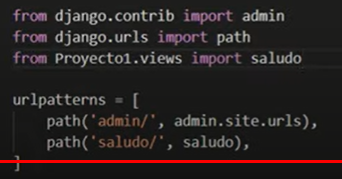 from django.contrib import admin
from django.urls import path
from Proyecto1.views import saludo
urlpatterns = [
path('admin/', admin.site.urls),
path('saludo/', saludo),
]